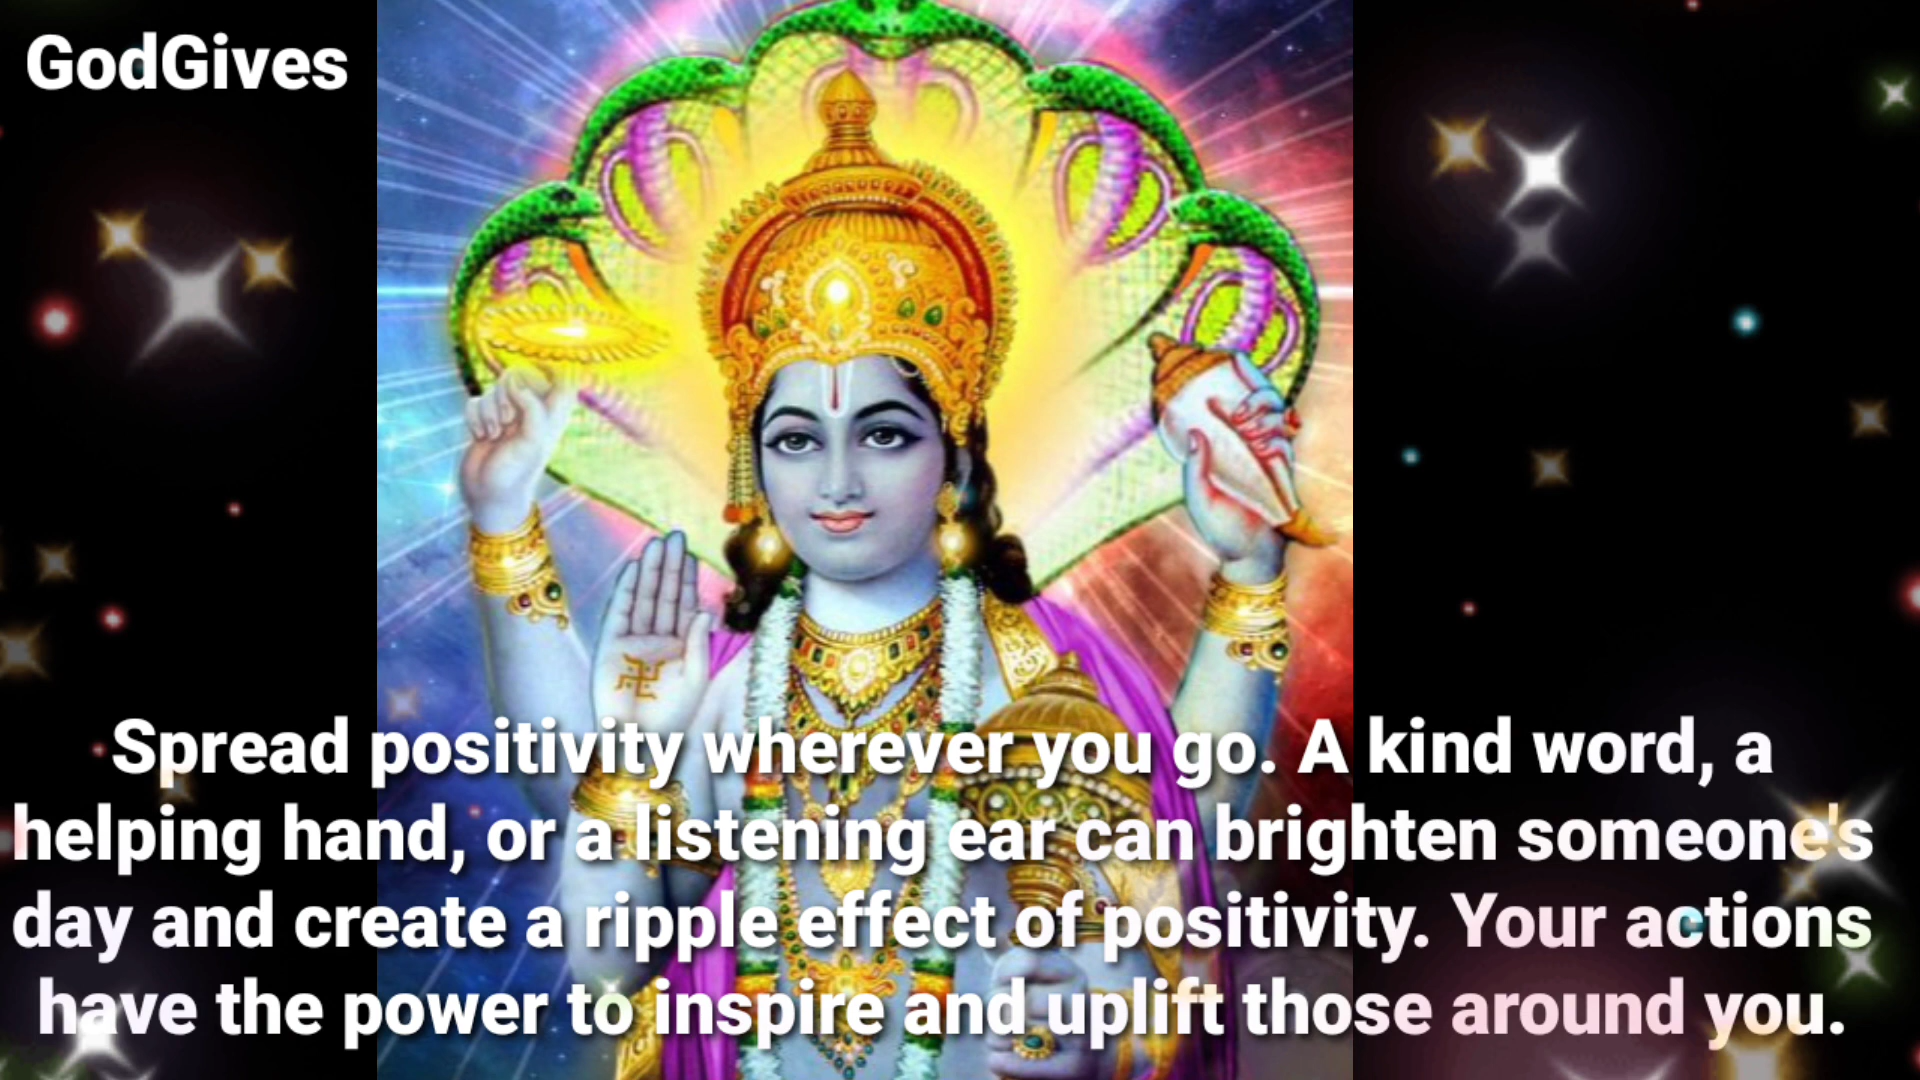 GodGives
Spread positivity wherever you go. A kind word, a
helping hand, or a listening ear can brighten someone's
day and create a ripple effect of positivity. Your actions
have the power to inspire and uplift those around you.